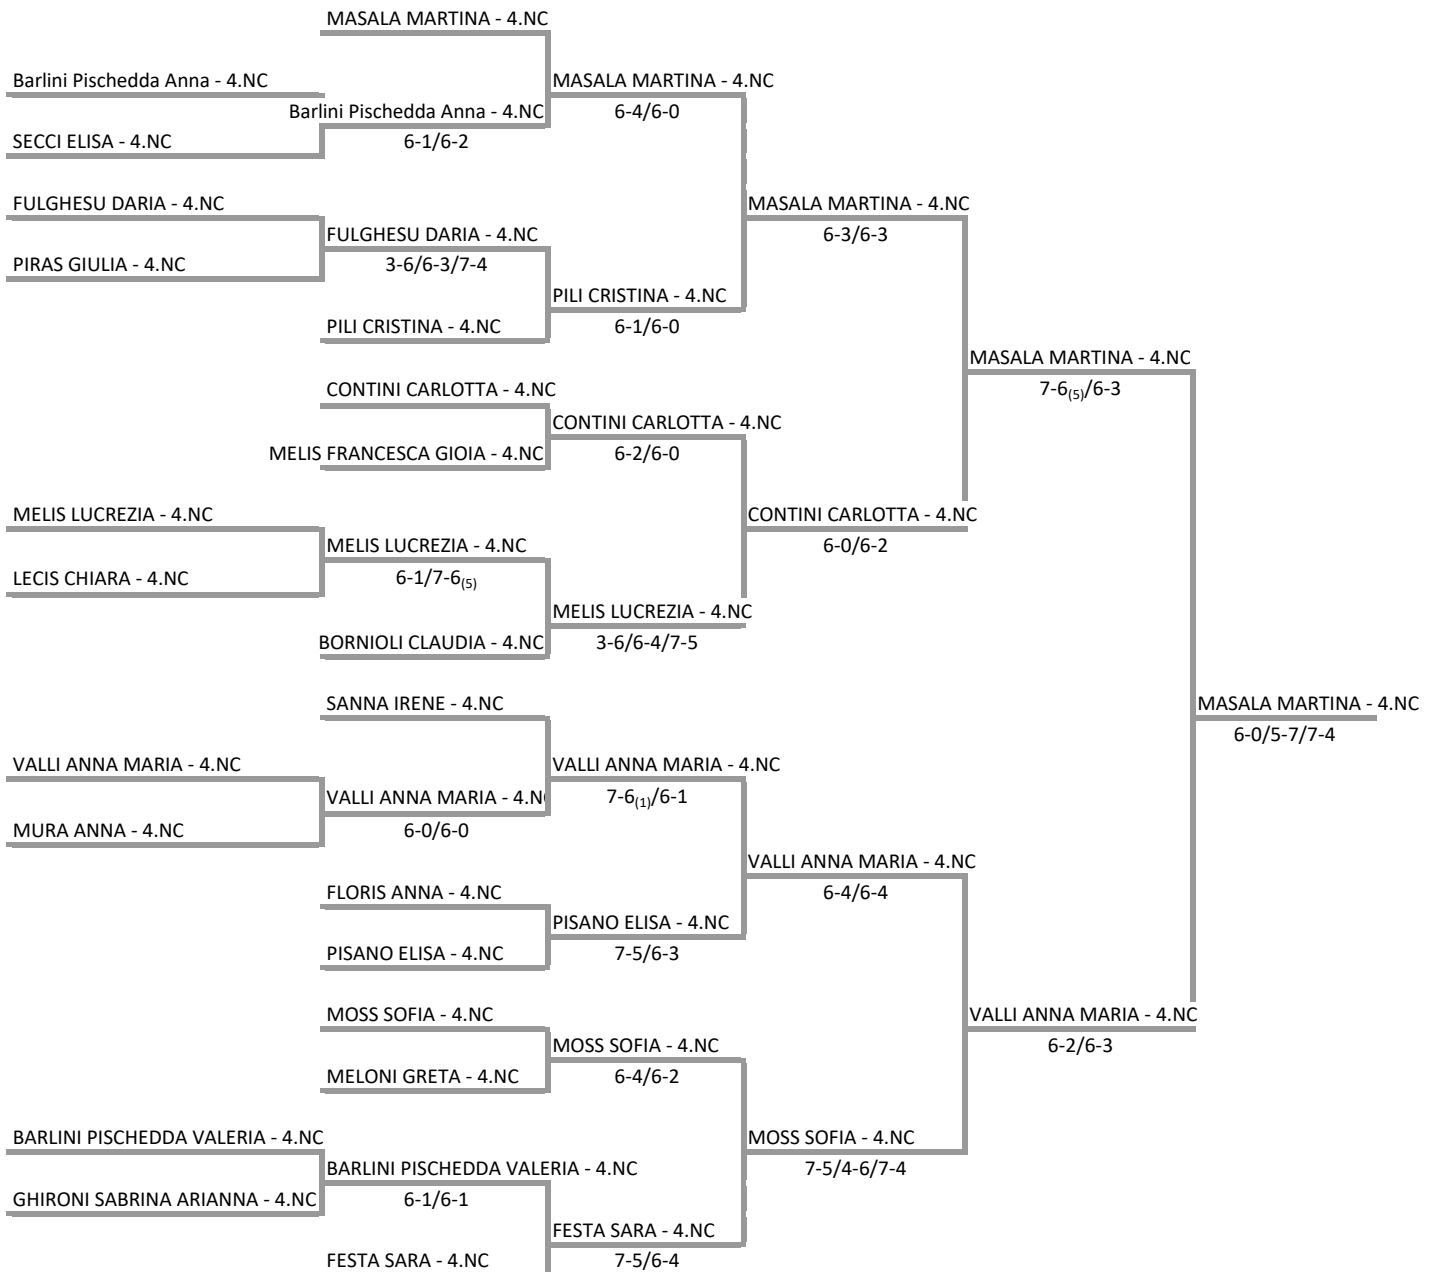 MASALA MARTINA - 4.NC
Barlini Pischedda Anna - 4.NC
MASALA MARTINA - 4.NC
Barlini Pischedda Anna - 4.NC
6-4/6-0
SECCI ELISA - 4.NC
6-1/6-2
FULGHESU DARIA - 4.NC
MASALA MARTINA - 4.NC
FULGHESU DARIA - 4.NC
6-3/6-3
PIRAS GIULIA - 4.NC
3-6/6-3/7-4
PILI CRISTINA - 4.NC
PILI CRISTINA - 4.NC
6-1/6-0
MASALA MARTINA - 4.NC
CONTINI CARLOTTA - 4.NC
7-6(5)/6-3
CONTINI CARLOTTA - 4.NC
MELIS FRANCESCA GIOIA - 4.NC
6-2/6-0
MELIS LUCREZIA - 4.NC
CONTINI CARLOTTA - 4.NC
MELIS LUCREZIA - 4.NC
6-0/6-2
LECIS CHIARA - 4.NC
6-1/7-6(5)
MELIS LUCREZIA - 4.NC
BORNIOLI CLAUDIA - 4.NC
3-6/6-4/7-5
SANNA IRENE - 4.NC
MASALA MARTINA - 4.NC
6-0/5-7/7-4
VALLI ANNA MARIA - 4.NC
VALLI ANNA MARIA - 4.NC
VALLI ANNA MARIA - 4.N
7-6(1)/6-1
MURA ANNA - 4.NC
6-0/6-0
VALLI ANNA MARIA - 4.NC
FLORIS ANNA - 4.NC
6-4/6-4
PISANO ELISA - 4.NC
PISANO ELISA - 4.NC
7-5/6-3
MOSS SOFIA - 4.NC
VALLI ANNA MARIA - 4.NC
MOSS SOFIA - 4.NC
6-2/6-3
MELONI GRETA - 4.NC
6-4/6-2
BARLINI PISCHEDDA VALERIA - 4.NC
MOSS SOFIA - 4.NC
BARLINI PISCHEDDA VALERIA - 4.NC
7-5/4-6/7-4
GHIRONI SABRINA ARIANNA - 4.NC
6-1/6-1
FESTA SARA - 4.NC
FESTA SARA - 4.NC
7-5/6-4